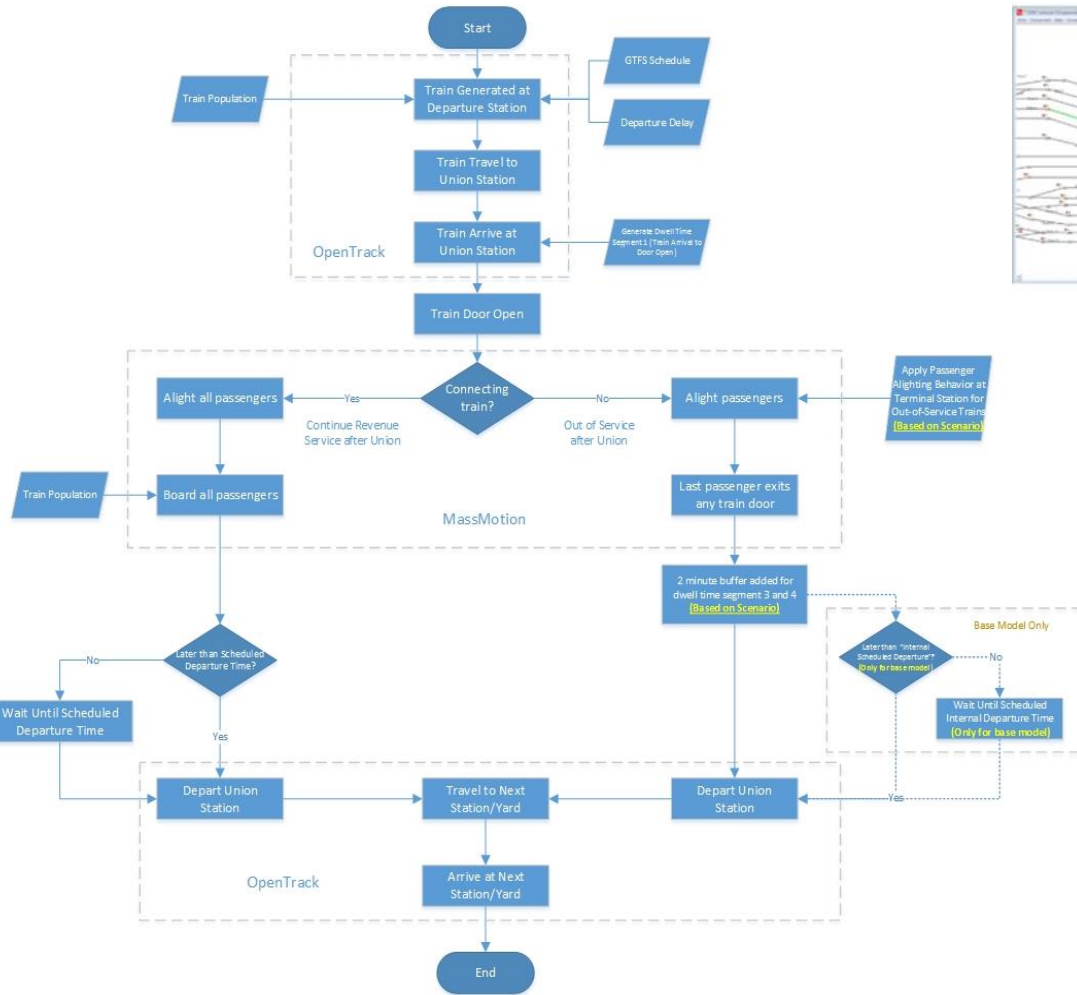 Start
GTFS Schedule
Train Population
Train Generated at
Departure Station
Departure Delay
Train Travel to
Union Station
Train Arrive at
Union Station
Generate Dwell Time
Segment 1 (Train Arrival to
Door Open)
OpenTrack
Train Door Open
Alight all passengers
Yes
Connecting
train?
No
Alight passengers
Apply Passenger
Alighting Behavior at
Terminal Station for
Out-of-Service Trains
(Based on Scenario)
Continue Revenue
Service after Union
Out of Service
after Union
Train Population
Board all passengers
Last passenger exits
any train door
MassMotion
2 minute buffer added for
dwell time segment 3 and 4
(Based on Scenario)
Base Model Only
Later than Scheduled
Departure Time?
No
Later than "Internal
Scheduled Departure"?
(Only for base model)
No
Wait Until Scheduled
Departure Time
Yes
Wait Until Scheduled
Internal Departure Time
(Only for base model)
Depart Union
Station
Travel to Next
Station/Yard
Depart Union
Station
Yes
OpenTrack
Arrive at Next
Station/Yard
End